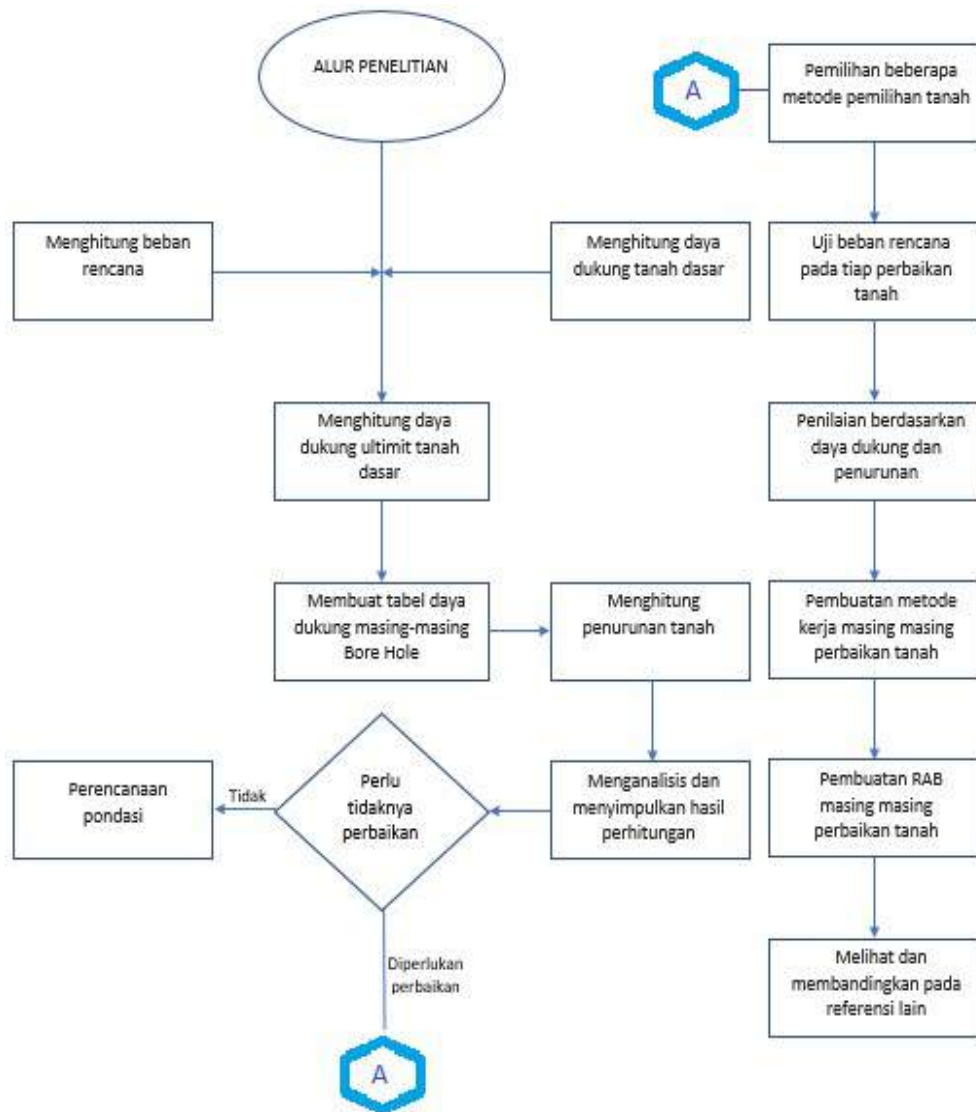 ALUR PENELITIAN
Menghitung beban
rencana
Menghitung daya
dukung tanah dasar
Menghitung daya
dukung ultimit tanah
dasar
Membuat tabel daya
dukung masing-masing
Bore Hole
Menghitung
penurunan tanah
Menganalisis dan
menyimpulkan hasil
perhitungan
Perlu
tidaknya
perbaikan
Tidak
Perencanaan
pondasi
Diperlukan
perbaikan
A
A
Pemilihan beberapa
metode pemilihan tanah
Uji beban rencana
pada tiap perbaikan
tanah
Penilaian berdasarkan
daya dukung dan
penurunan
Pembuatan metode
kerja masing masing
perbaikan tanah
Pembuatan RAB
masing masing
perbaikan tanah
Melihat dan
membandingkan pada
referensi lain